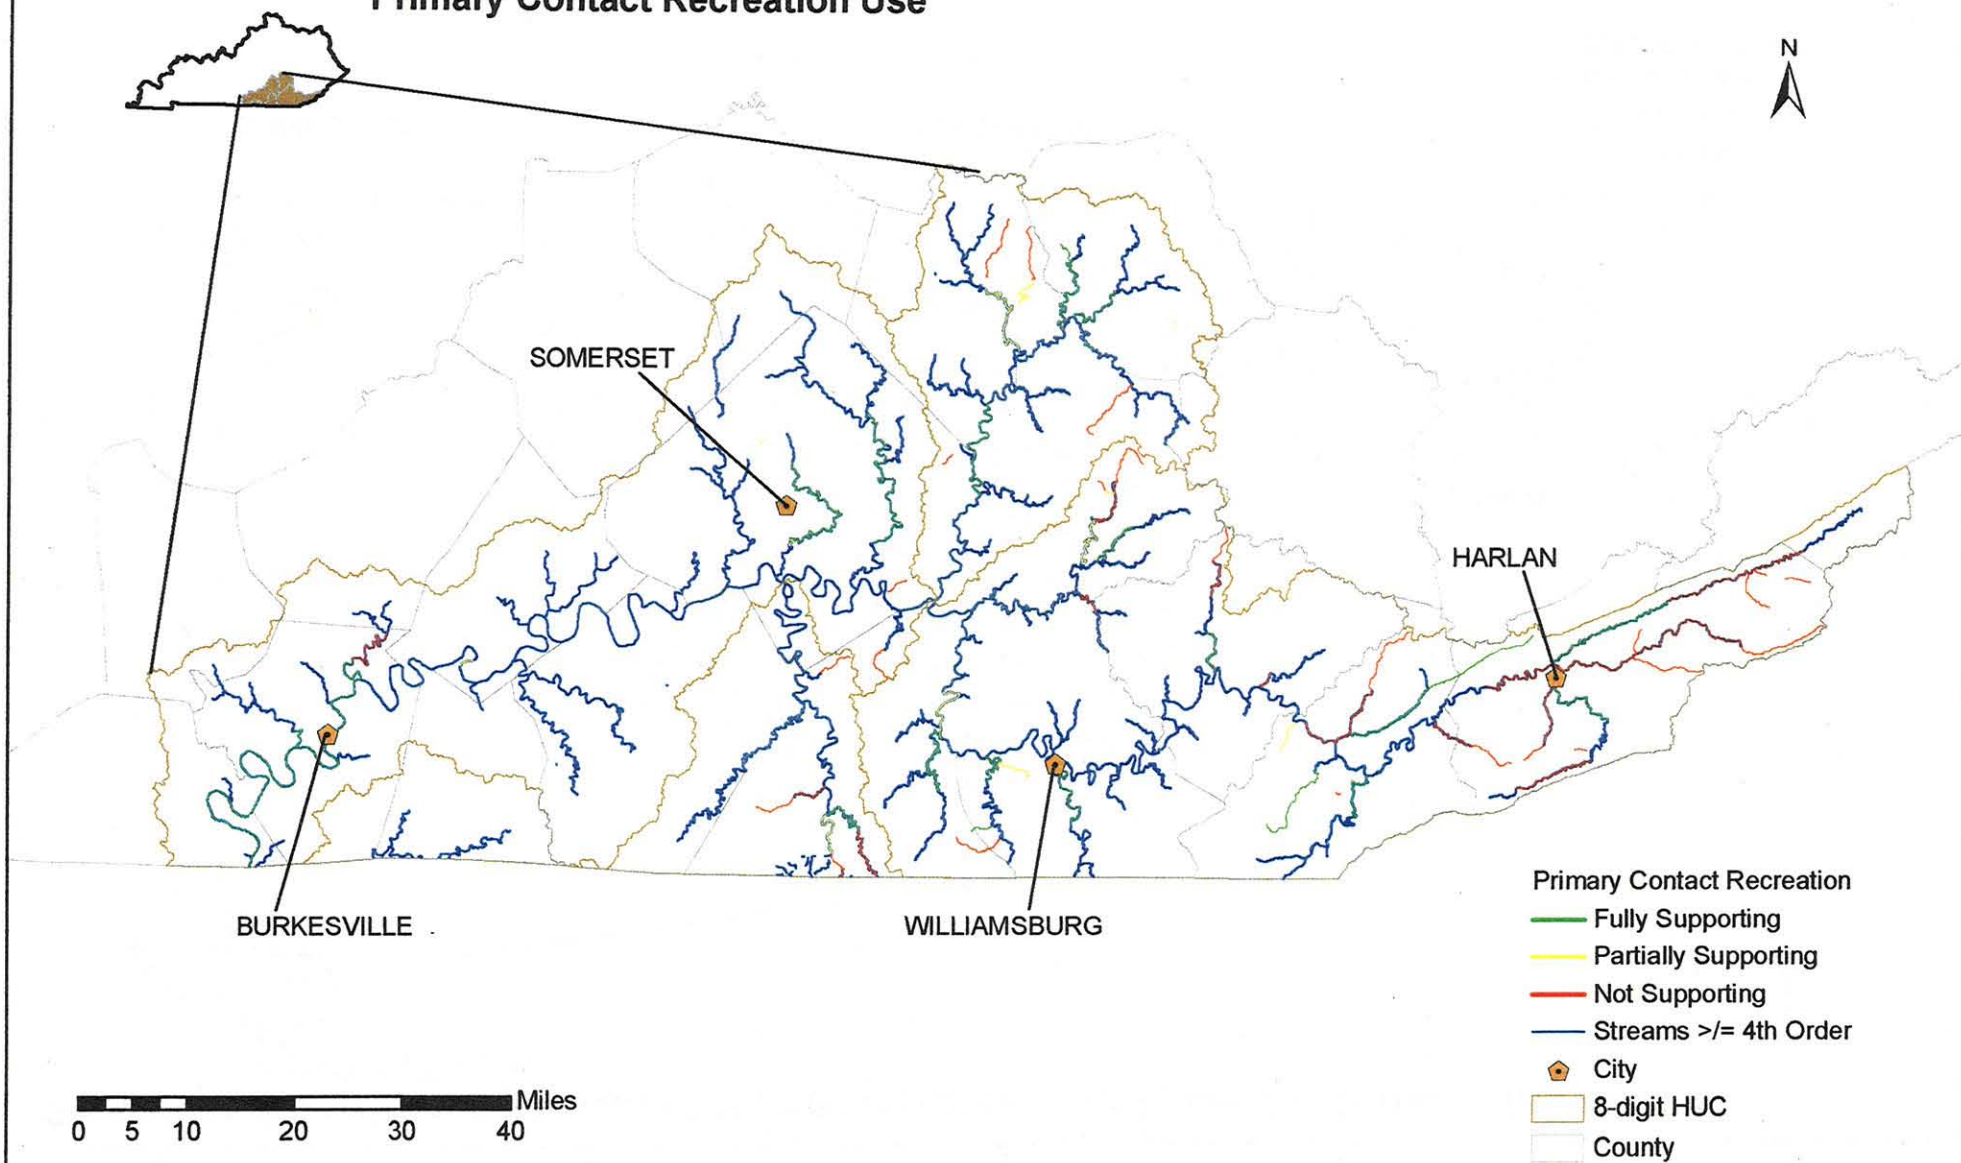 Primary Contact Recreation Use
N
SOMERSET
HARLAN
BURKESVILLE
WILLIAMSBURG
Primary Contact Recreation
Fully Supporting
Partially Supporting
Not Supporting
Streams >/= 4th Order
City
8-digit HUC
County
Miles
0 5 10 20 30 40